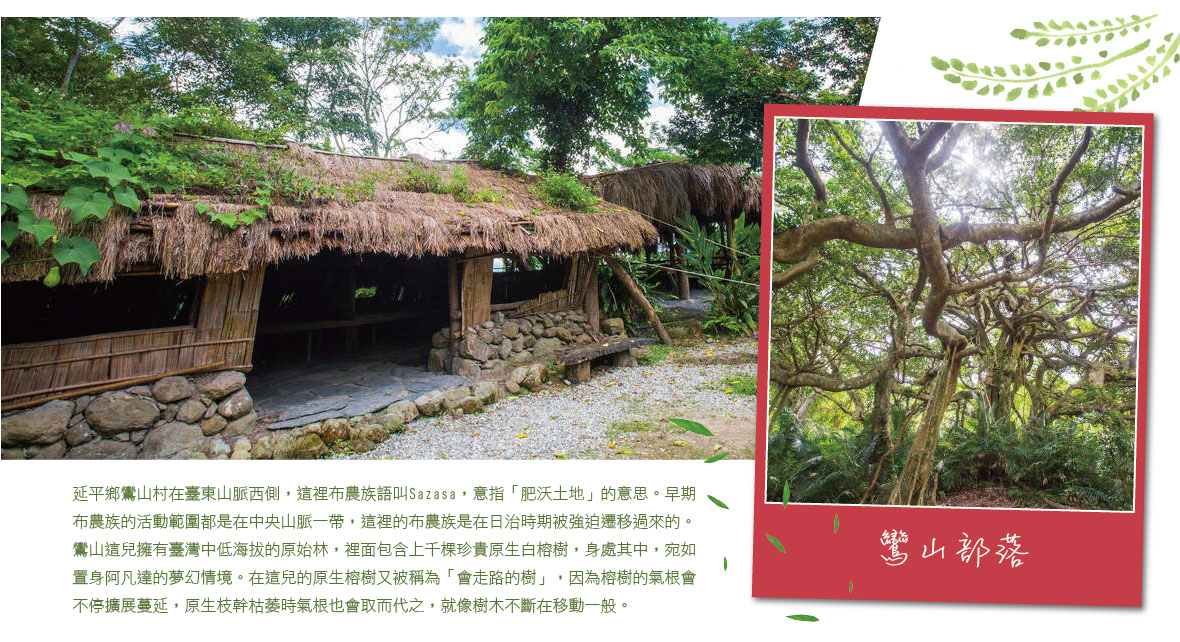 延平鄉鸞山村在臺東山脈西側，這裡布農族語叫Sazasa，意指「肥沃土地」的意思。早期
布農族的活動範圍都是在中央山脈一帶，這裡的布農族是在日治時期被強迫遷移過來的。
鸞山這兒擁有臺灣中低海拔的原始林，裡面包含上千棵珍貴原生白榕樹，身處其中，宛如
置身阿凡達的夢幻情境。在這兒的原生榕樹又被稱為「會走路的樹」，因為榕樹的氣根會
不停擴展蔓延，原生枝幹枯萎時氣根也會取而代之，就像樹木不斷在移動一般。
鸞山部落